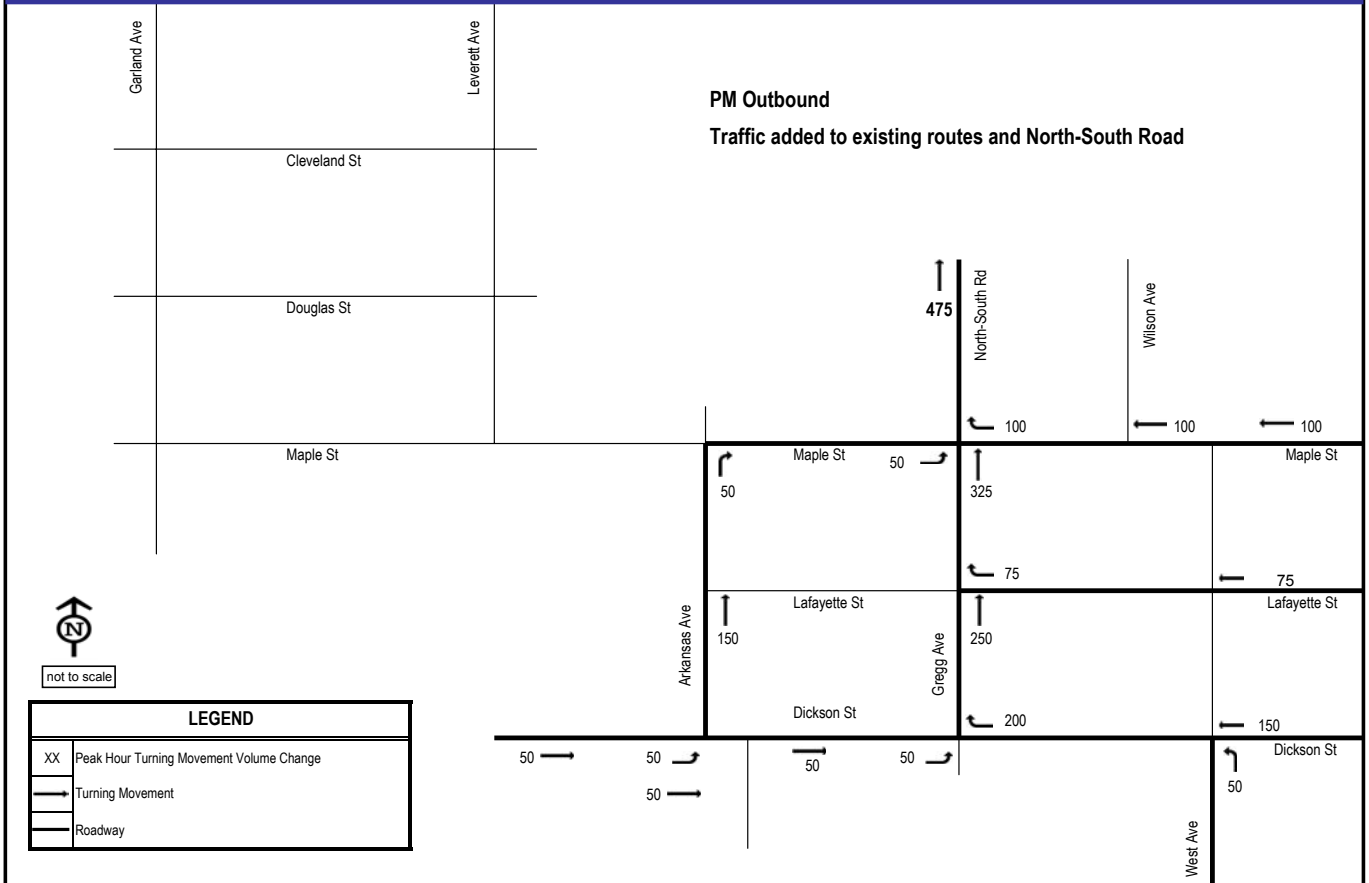 Garland Ave
Leverett Ave
PM Outbound
Traffic added to existing routes and North-South Road
Cleveland St
Douglas St
475
North-South Rd
Wilson Ave
100
100
100
Maple St
Maple St
50
Maple St
50
325
75
75
Lafayette St
Lafayette St
Arkansas Ave
150
Gregg Ave
250
N
not to scale
Dickson St
200
150
LEGEND
XX Peak Hour Turning Movement Volume Change
Turning Movement
Roadway
50
50
50
50
Dickson St
50
50
West Ave